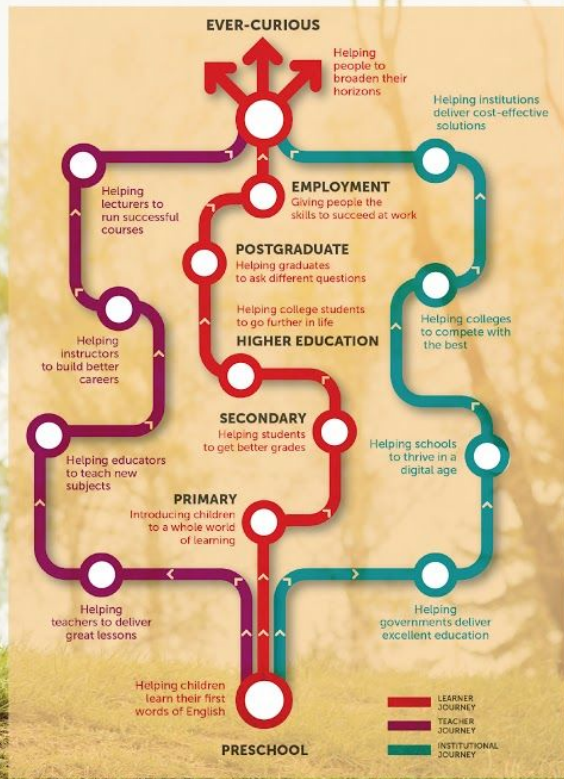 EVER-CURIOUS
Helping
people to
broaden their
horizons
Helping institutions
deliver cost-effective
solutions
Helping
lecturers to
run successful
courses
EMPLOYMENT
Giving people the
skills to succeed at work
POSTGRADUATE
Helping graduates
to ask different questions
Helping college students
to go further in life
HIGHER EDUCATION
Helping colleges
to compete with
the best
Helping
instructors
to build better
careers
SECONDARY
Helping students
to get better grades
Helping schools
to thrive in a
digital age
Helping educators
to teach new
subjects
PRIMARY
Introducing children
to a whole world
of learning
Helping
teachers to deliver
great lessons
Helping
governments deliver
excellent education
Helping children
learn their first
words of English
PRESCHOOL
LEARNER
JOURNEY
TEACHER
JOURNEY
INSTITUTIONAL
JOURNEY